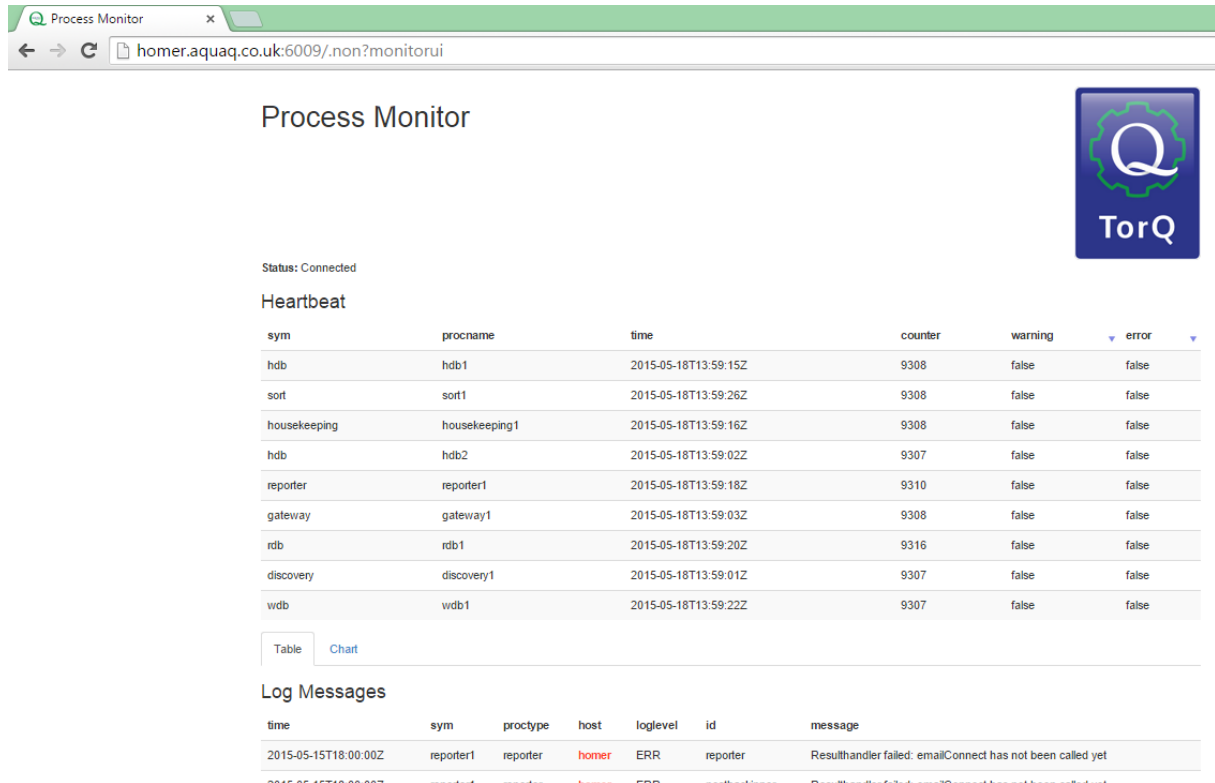 Process Monitor
homer.aquaq.co.uk:6009/.non?monitorui
Process Monitor
Q
TorQ
Status: Connected
Heartbeat
sym procname time counter warning error
hdb hdb1 2015-05-18T13:59:15Z 9308 false false
sort sort1 2015-05-18T13:59:26Z 9308 false false
housekeeping housekeeping1 2015-05-18T13:59:16Z 9308 false false
hdb hdb2 2015-05-18T13:59:02Z 9307 false false
reporter reporter1 2015-05-18T13:59:18Z 9310 false false
gateway gateway1 2015-05-18T13:59:03Z 9308 false false
rdb rdb1 2015-05-18T13:59:20Z 9316 false false
discovery discovery1 2015-05-18T13:59:01Z 9307 false false
wdb wdb1 2015-05-18T13:59:22Z 9307 false false
Table Chart
Log Messages
time sym proctype host loglevel id message
2015-05-15T18:00:00Z reporter1 reporter homer ERR reporter Resulthandler failed: emailConnect has not been called yet